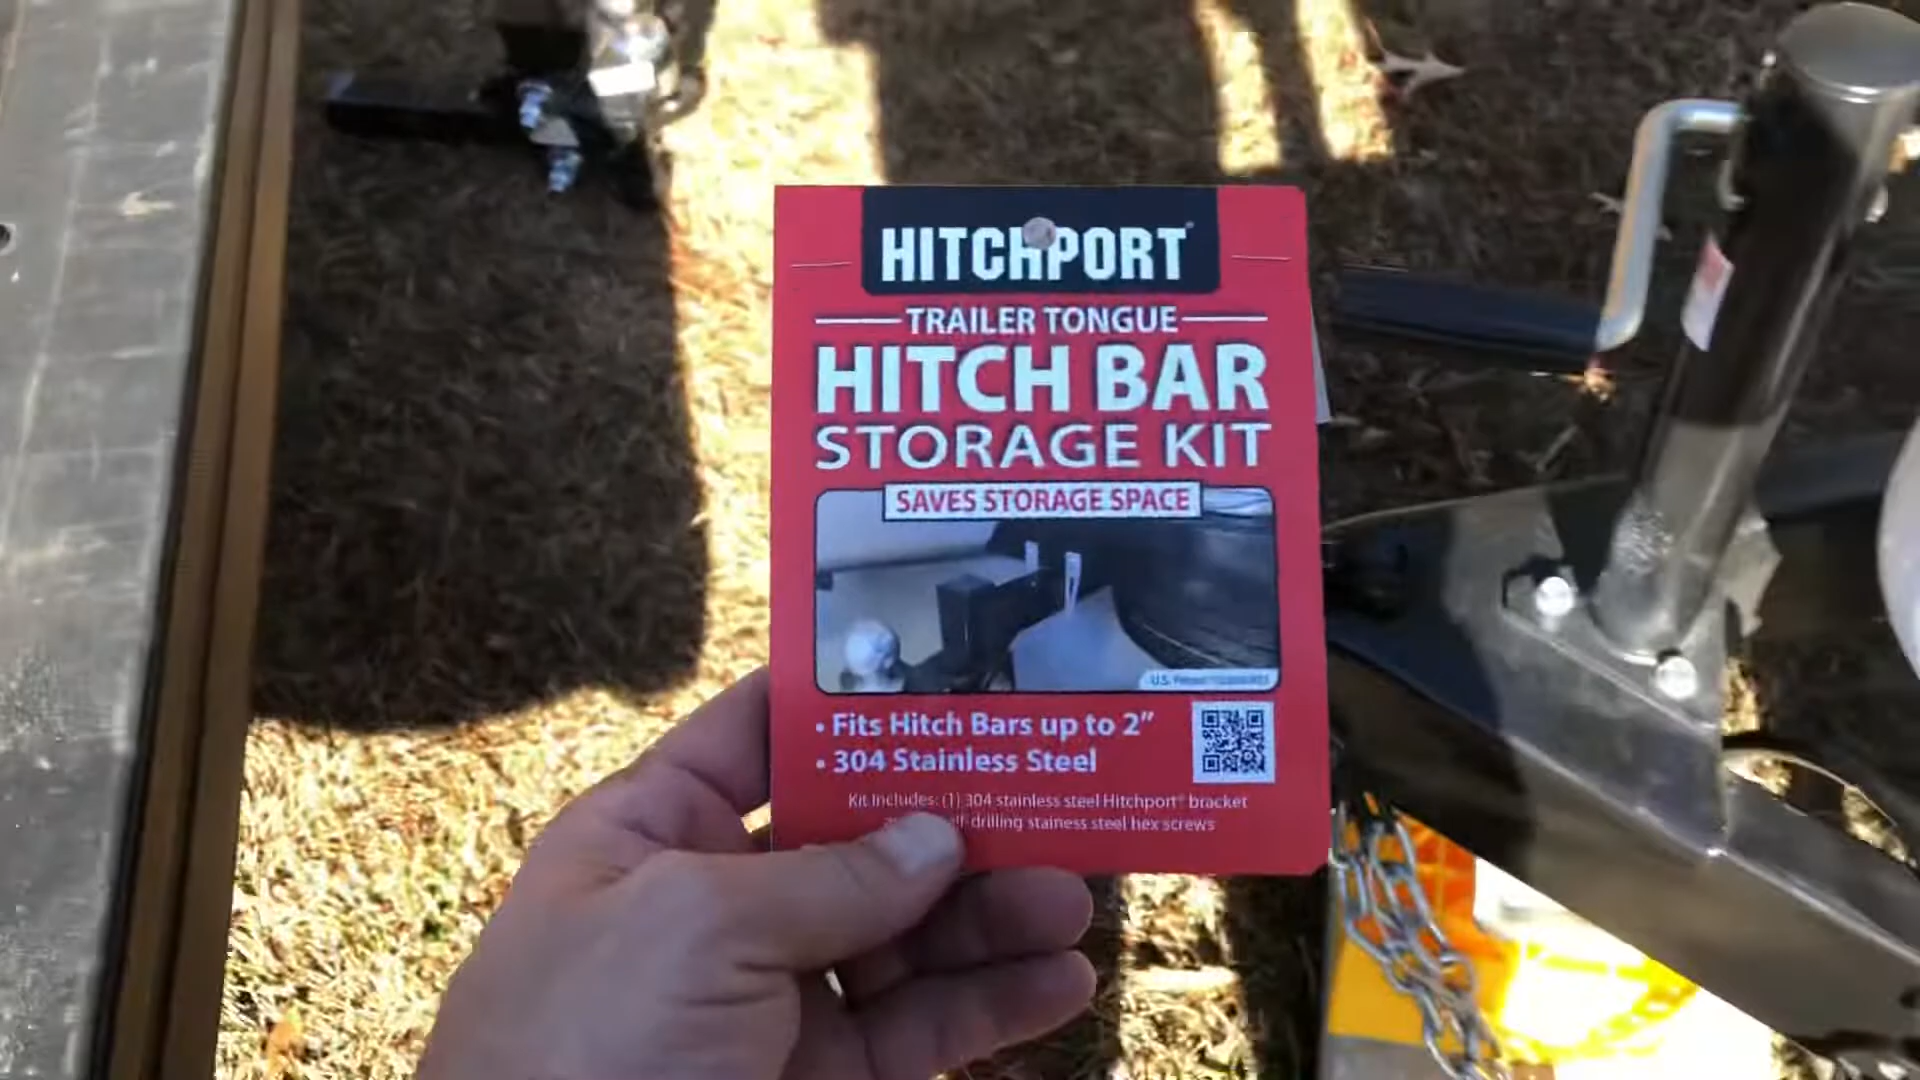 HITCHPORT®
TRAILER TONGUE
HITCH BAR
STORAGE KIT
SAVES STORAGE SPACE
U.S.
• Fits Hitch Bars up to 2”
• 304 Stainless Steel
Kit Includes: (1) 304 stainless steel Hitchport® bracket
drilling stainess steel hex screws